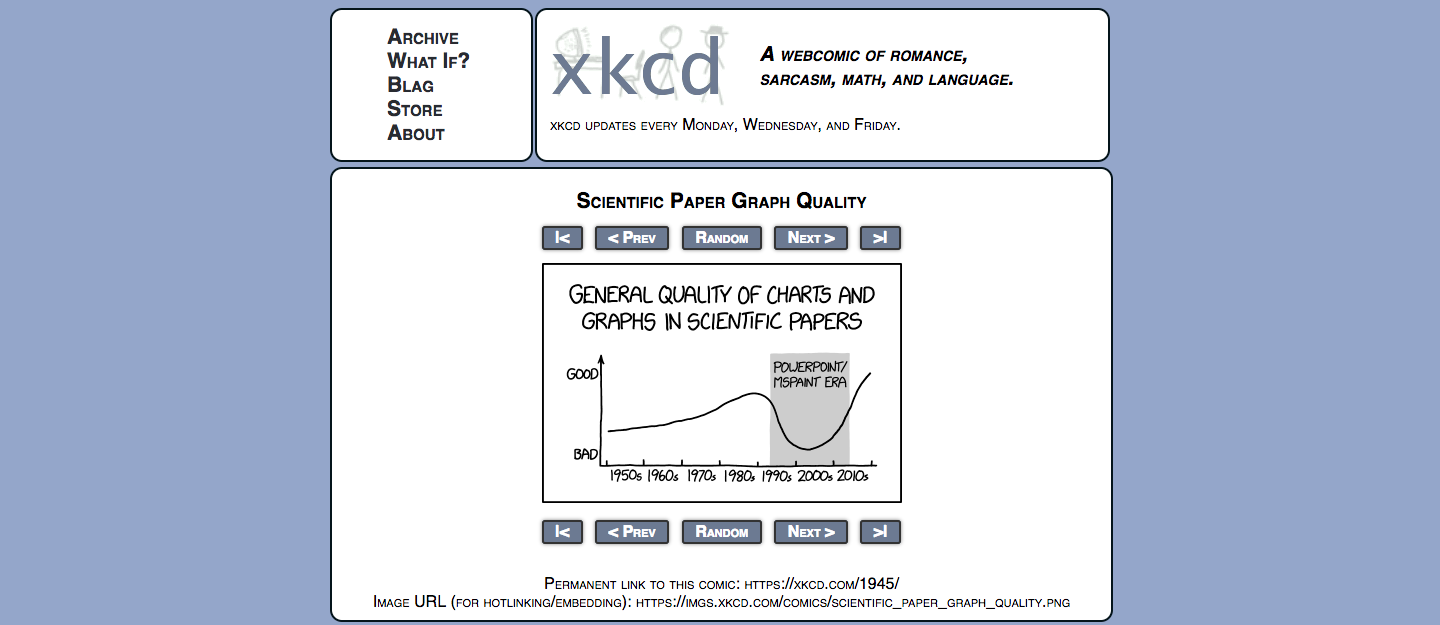 Archive
What If?
Blag
Store
About
xkcd
A webcomic of romance,
sarcasm, math, and language.
xkcd updates every Monday, Wednesday, and Friday.
Scientific Paper Graph Quality
|<
< Prev
Random
Next >
>|
GENERAL QUALITY OF CHARTS AND
GRAPHS IN SCIENTIFIC PAPERS
GOOD
POWERPOINT/
MSPAINT ERA
BAD
1950s 1960s 1970s 1980s 1990s 2000s 2010s
|<
< Prev
Random
Next >
>|
Permanent link to this comic: https://xkcd.com/1945/
Image URL (for hotlinking/embedding): https://imgs.xkcd.com/comics/scientific_paper_graph_quality.png